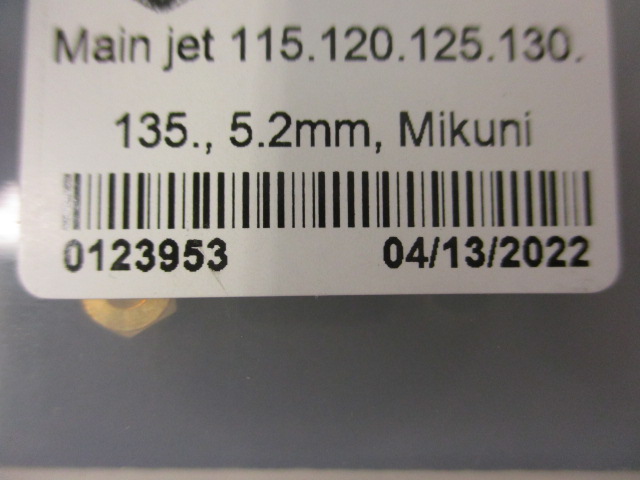 Main jet 115.120.125.130.
135., 5.2mm, Mikuni
0123953 04/13/2022